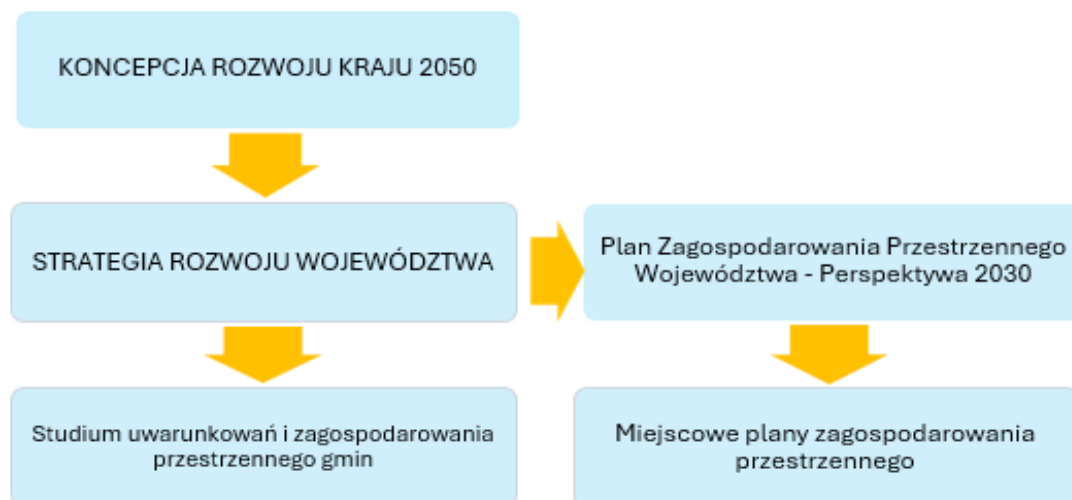 KONCEPCJA ROZWOJU KRAJU 2050
STRATEGIA ROZWOJU WOJEWÓDZTWA
Plan Zagospodarowania Przestrzennego
Województwa - Perspektywa 2030
Studium uwarunkowań i zagospodarowania
przestrzennego gmin
Miejscowe plany zagospodarowania
przestrzennego